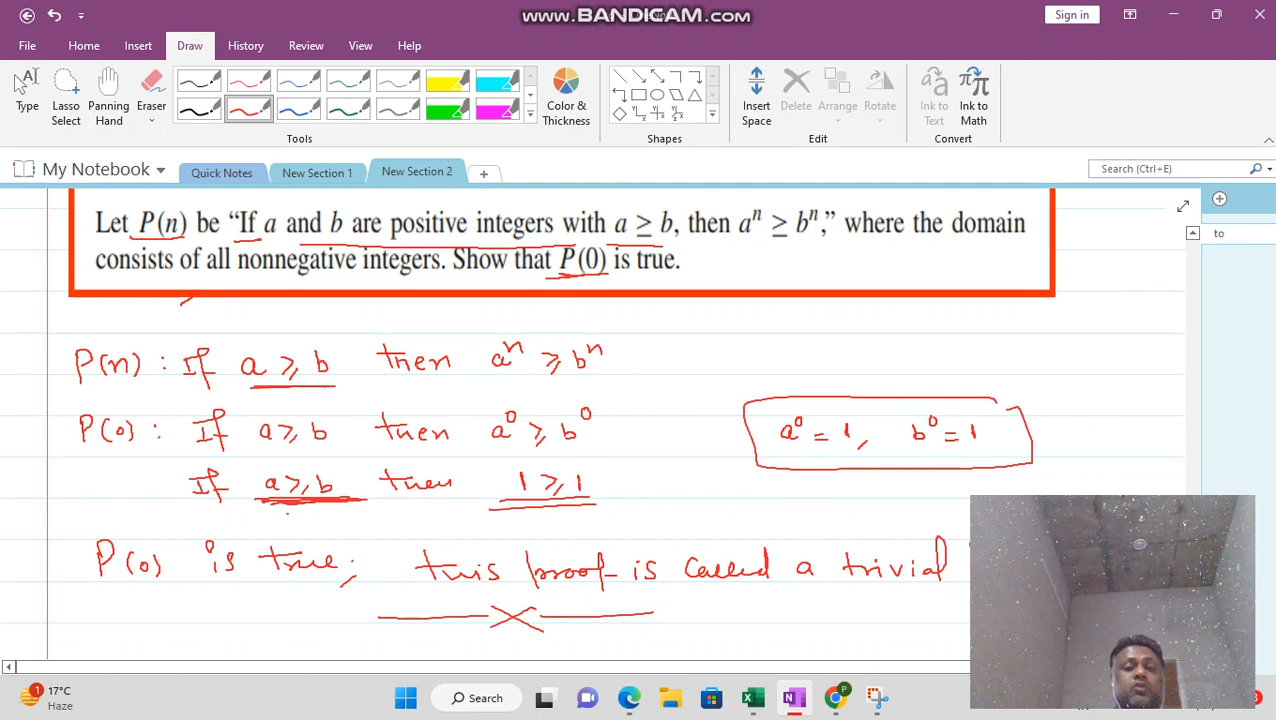 www.BANDICAM.com
Sign in
File Home Insert Draw History Review View Help
Type Lasso Select Panning Hand Eraser Color & Thickness Insert Space Delete Arrange Rotate Ink to Text Ink to Math
Tools Shapes Edit Convert
My Notebook Quick Notes New Section 1 New Section 2 Search (Ctrl+E)
Let P(n) be “If a and b are positive integers with a ≥ b, then aⁿ ≥ bⁿ,” where the domain
to
consists of all nonnegative integers. Show that P(0) is true.
P(n) : If a ≥ b then aⁿ ≥ bⁿ
P(0) : If a ≥ b then a⁰ ≥ b⁰ a⁰ = 1, b⁰ = 1
If a ≥ b then 1 ≥ 1
P(0) is true; this proof is called a trivial
17°C
Haze
Search
1